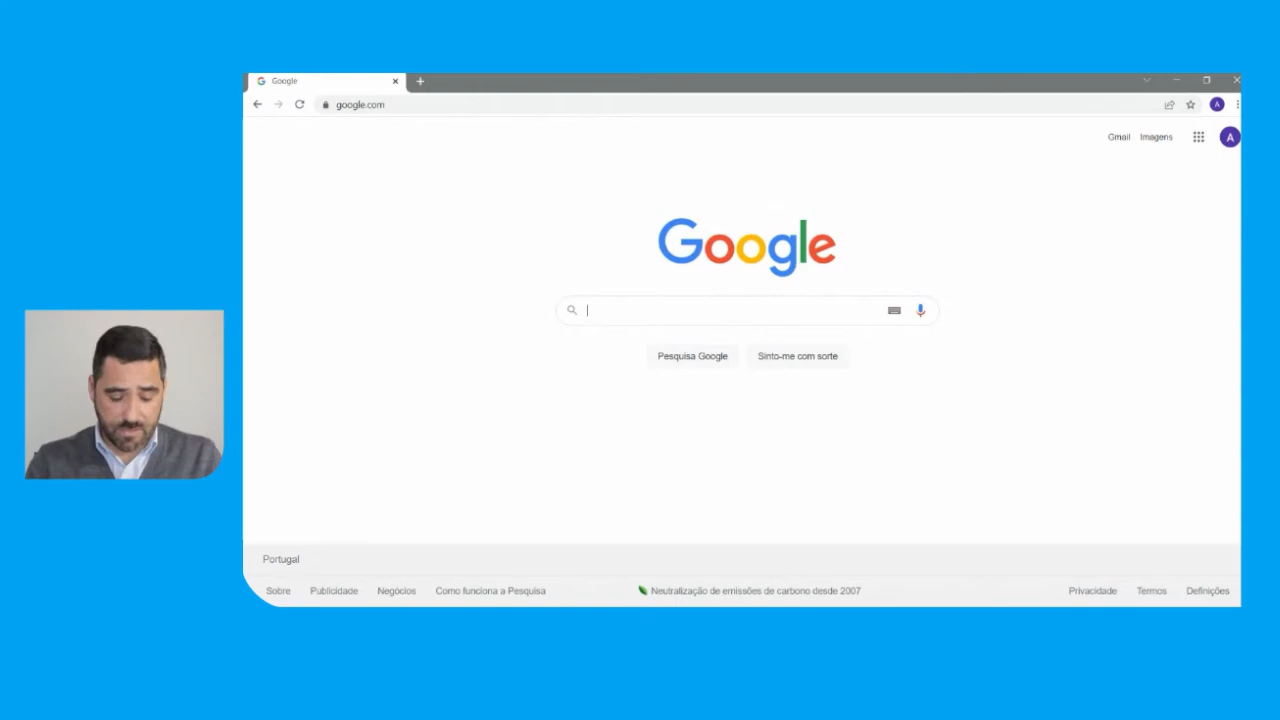 Google
google.com
A
Gmail Imagens
A
Google
Pesquisa Google Sinto-me com sorte
Portugal
Sobre Publicidade Negócios Como funciona a Pesquisa Neutralização de emissões de carbono desde 2007 Privacidade Termos Definições